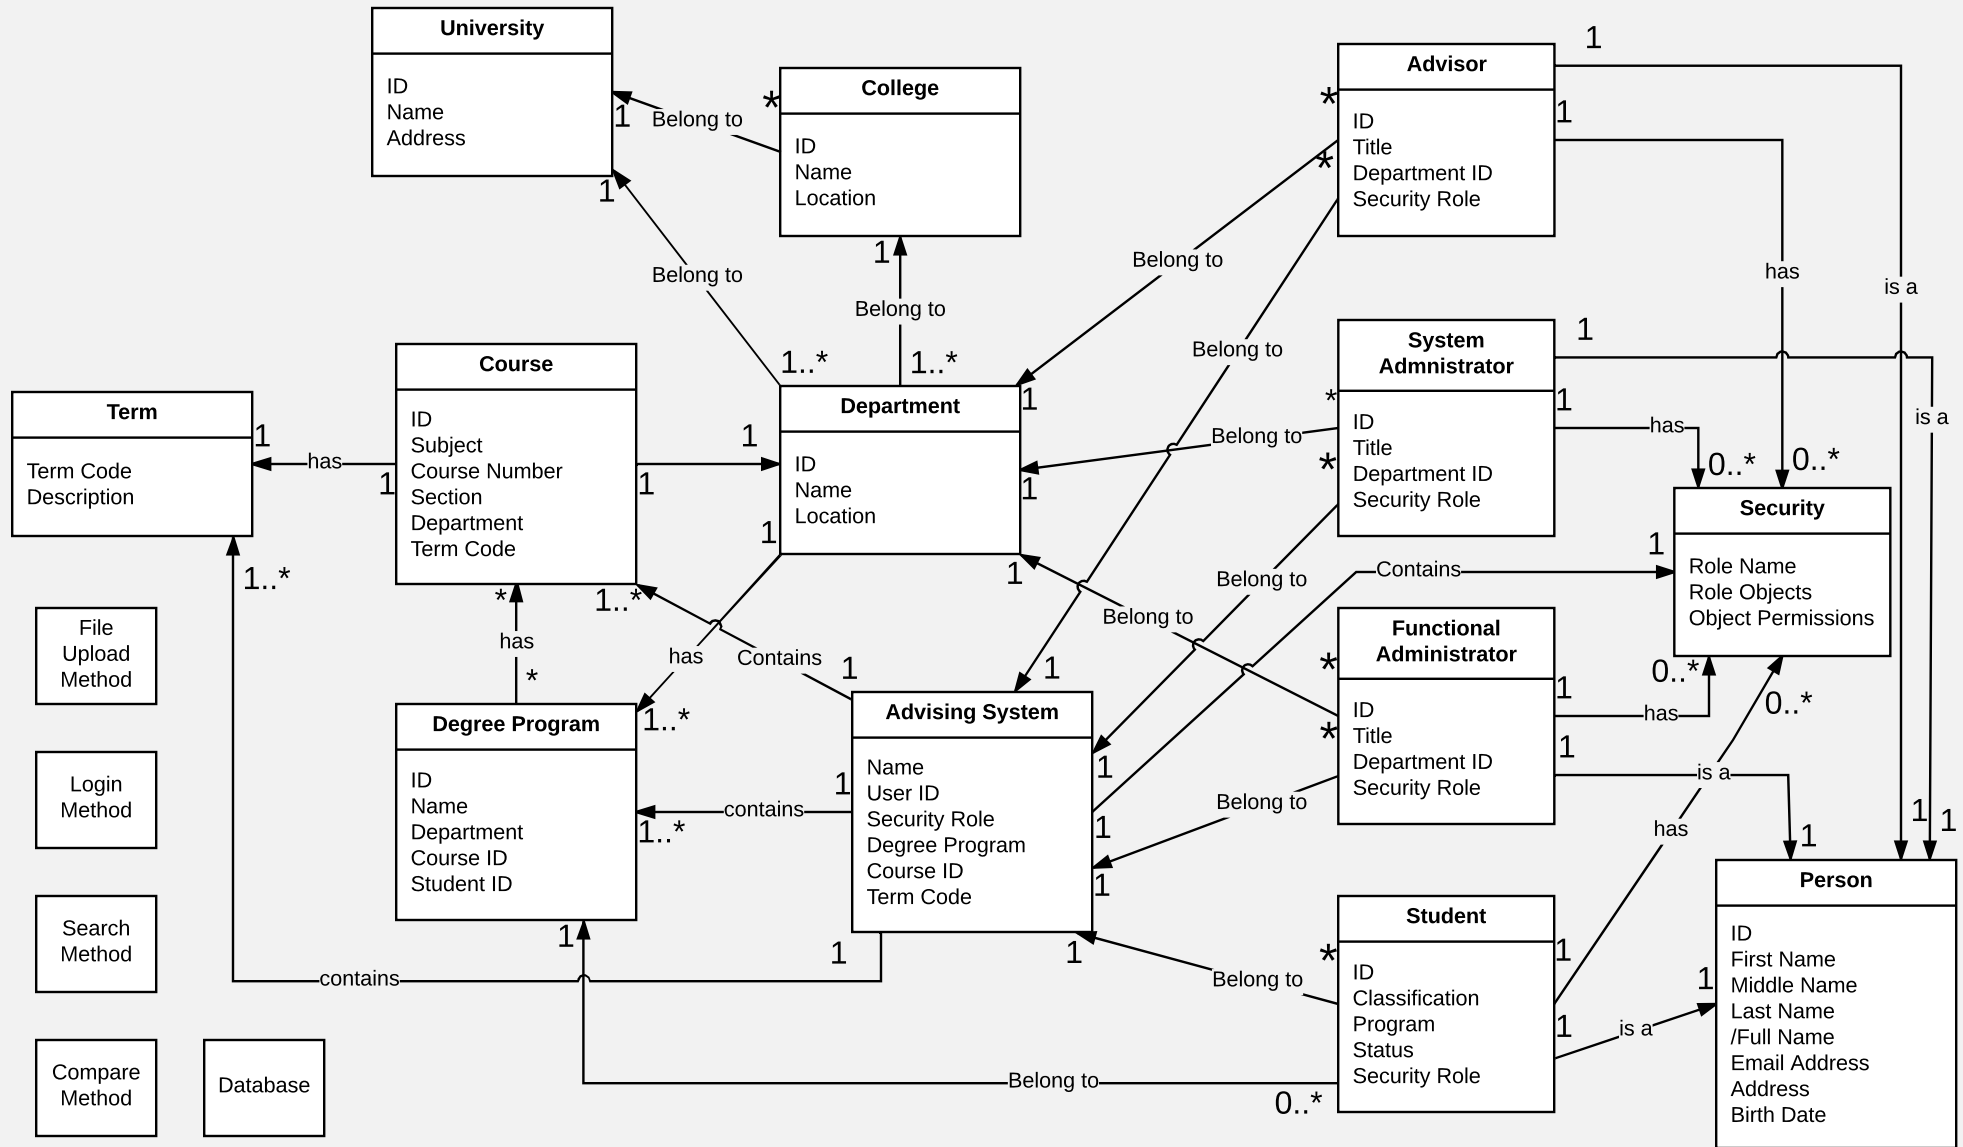 University
ID
Name
Address
1
1
Belong to
*
College
ID
Name
Location
1
Belong to
1..*
Belong to
1..*
Advisor
ID
Title
Department ID
Security Role
*
*
1
1
Belong to
Belong to
has
is a
System
Admnistrator
ID
Title
Department ID
Security Role
*
*
1
1
Belong to
Belong to
has
is a
0..*
0..*
Security
Role Name
Role Objects
Object Permissions
1
0..*
0..*
Term
Term Code
Description
1
has
1
1..*
Course
ID
Subject
Course Number
Section
Department
Term Code
1
1
*
1..*
Department
ID
Name
Location
1
1
1
1
has
*
has
1..*
Contains
1
1
Contains
Belong to
Functional
Administrator
ID
Title
Department ID
Security Role
*
*
1
1
has
is a
Belong to
Degree Program
ID
Name
Department
Course ID
Student ID
1..*
contains
1
1
Advising System
Name
User ID
Security Role
Degree Program
Course ID
Term Code
1
1
1
1
1
contains
Belong to
Student
ID
Classification
Program
Status
Security Role
*
0..*
1
1
has
is a
Belong to
Person
ID
First Name
Middle Name
Last Name
/Full Name
Email Address
Address
Birth Date
1
1
1
1
File
Upload
Method
Login
Method
Search
Method
Compare
Method
Database